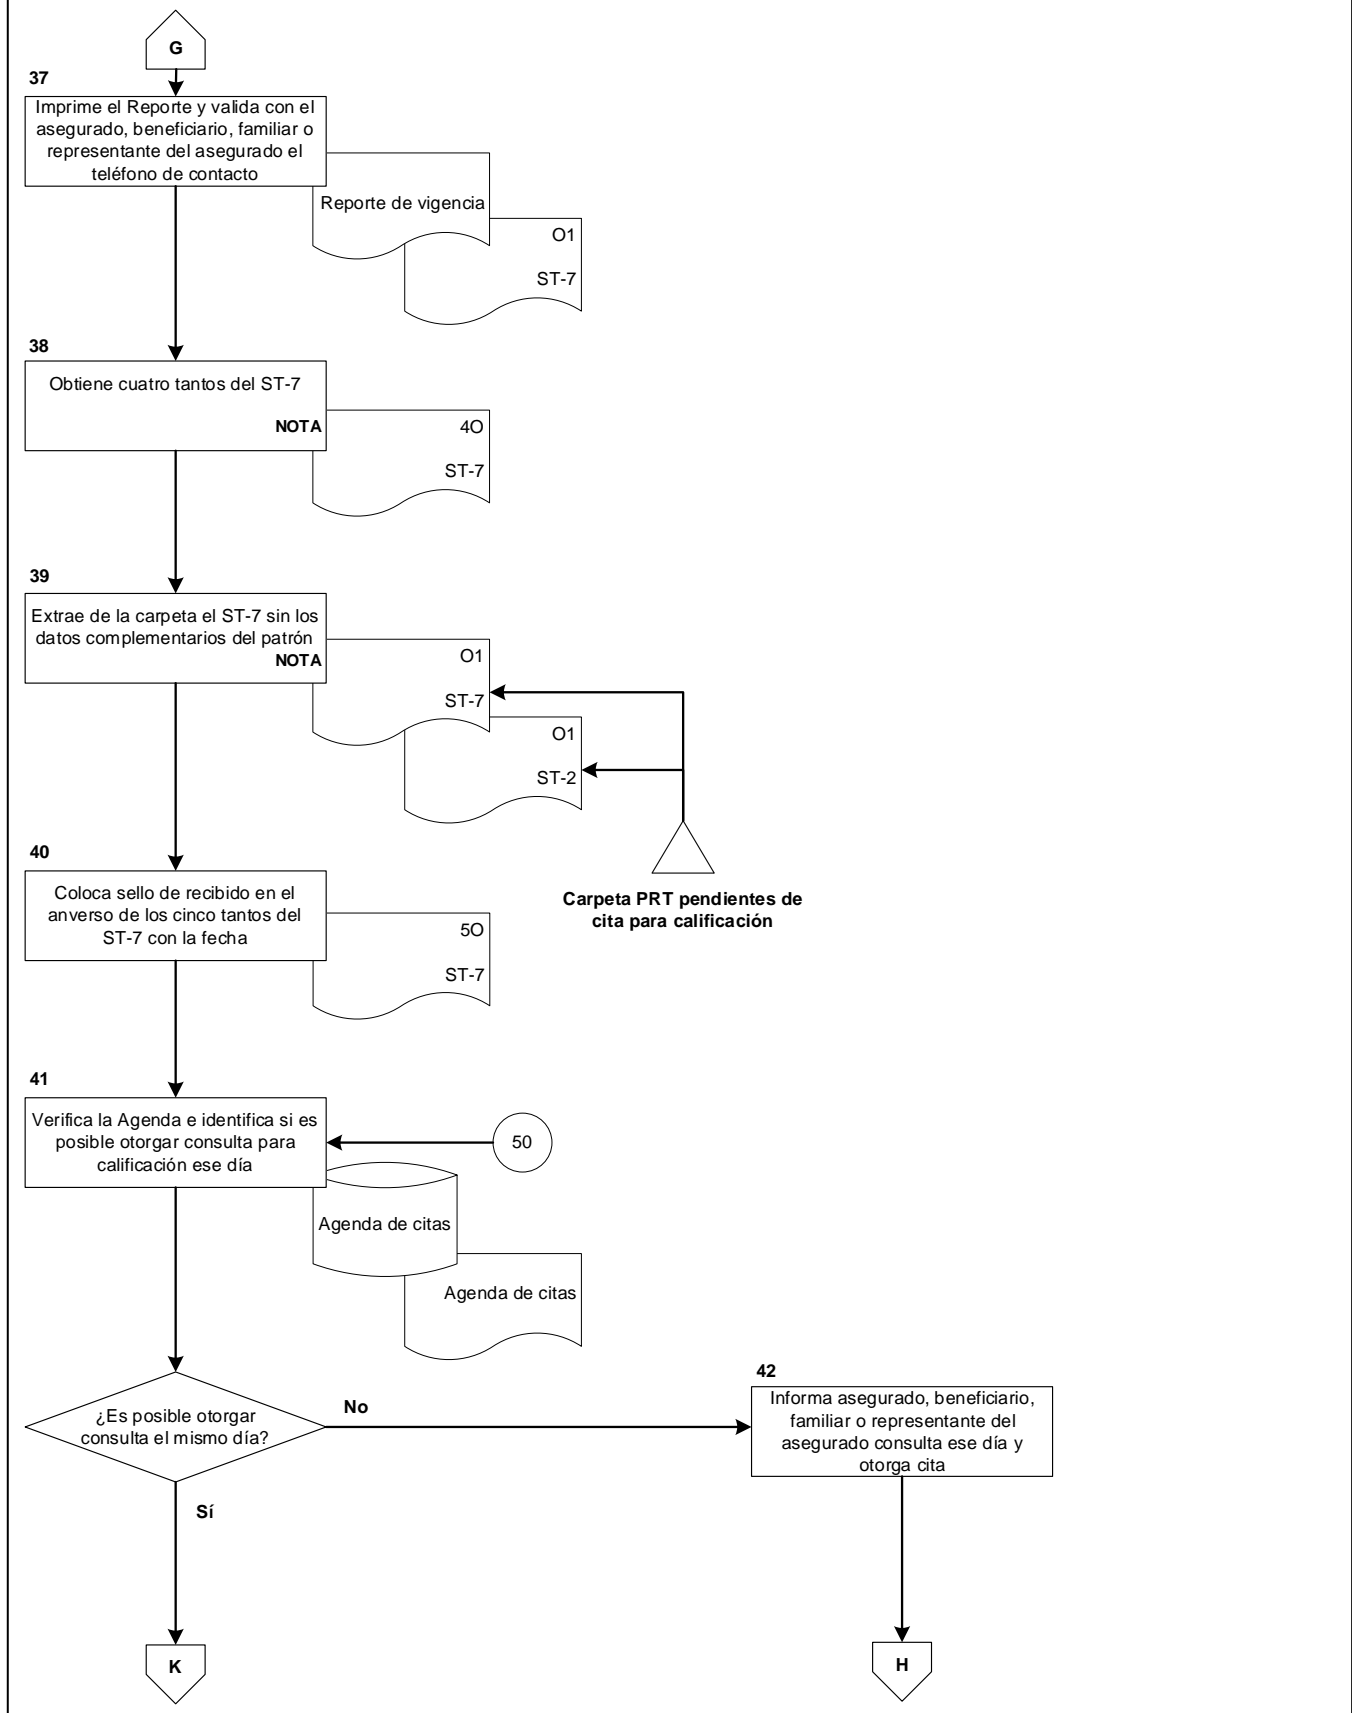 G
37
Imprime el Reporte y valida con el
asegurado, beneficiario, familiar o
representante del asegurado el
teléfono de contacto
Reporte de vigencia
O1
ST-7
38
Obtiene cuatro tantos del ST-7
NOTA
4O
ST-7
39
Extrae de la carpeta el ST-7 sin los
datos complementarios del patrón
NOTA
O1
ST-7
O1
ST-2
Carpeta PRT pendientes de
cita para calificación
40
Coloca sello de recibido en el
anverso de los cinco tantos del
ST-7 con la fecha
5O
ST-7
41
Verifica la Agenda e identifica si es
posible otorgar consulta para
calificación ese día
50
Agenda de citas
Agenda de citas
¿Es posible otorgar
consulta el mismo día?
No
Sí
42
Informa asegurado, beneficiario,
familiar o representante del
asegurado consulta ese día y
otorga cita
K
H